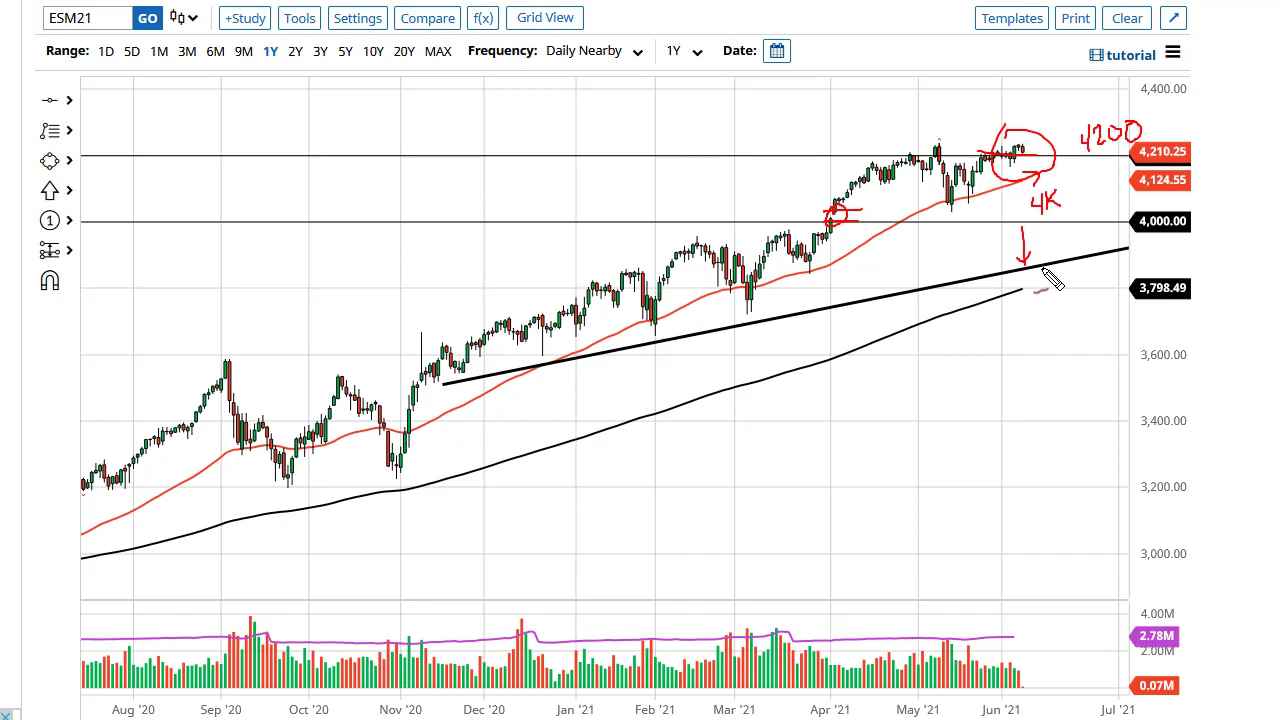 ESM21 GO +Study Tools Settings Compare f(x) Grid View Templates Print Clear
Range: 1D 5D 1M 3M 6M 9M 1Y 2Y 3Y 5Y 10Y 20Y MAX Frequency: Daily Nearby 1Y Date: tutorial
4,400.00
4200
4,210.25
4,124.55
4K
1
4,000.00
3,798.49
3,600.00
3,400.00
3,200.00
3,000.00
4.00M
2.78M
2.00M
0.07M
Aug '20 Sep '20 Oct '20 Nov '20 Dec '20 Jan '21 Feb '21 Mar '21 Apr '21 May '21 Jun '21 Jul '21